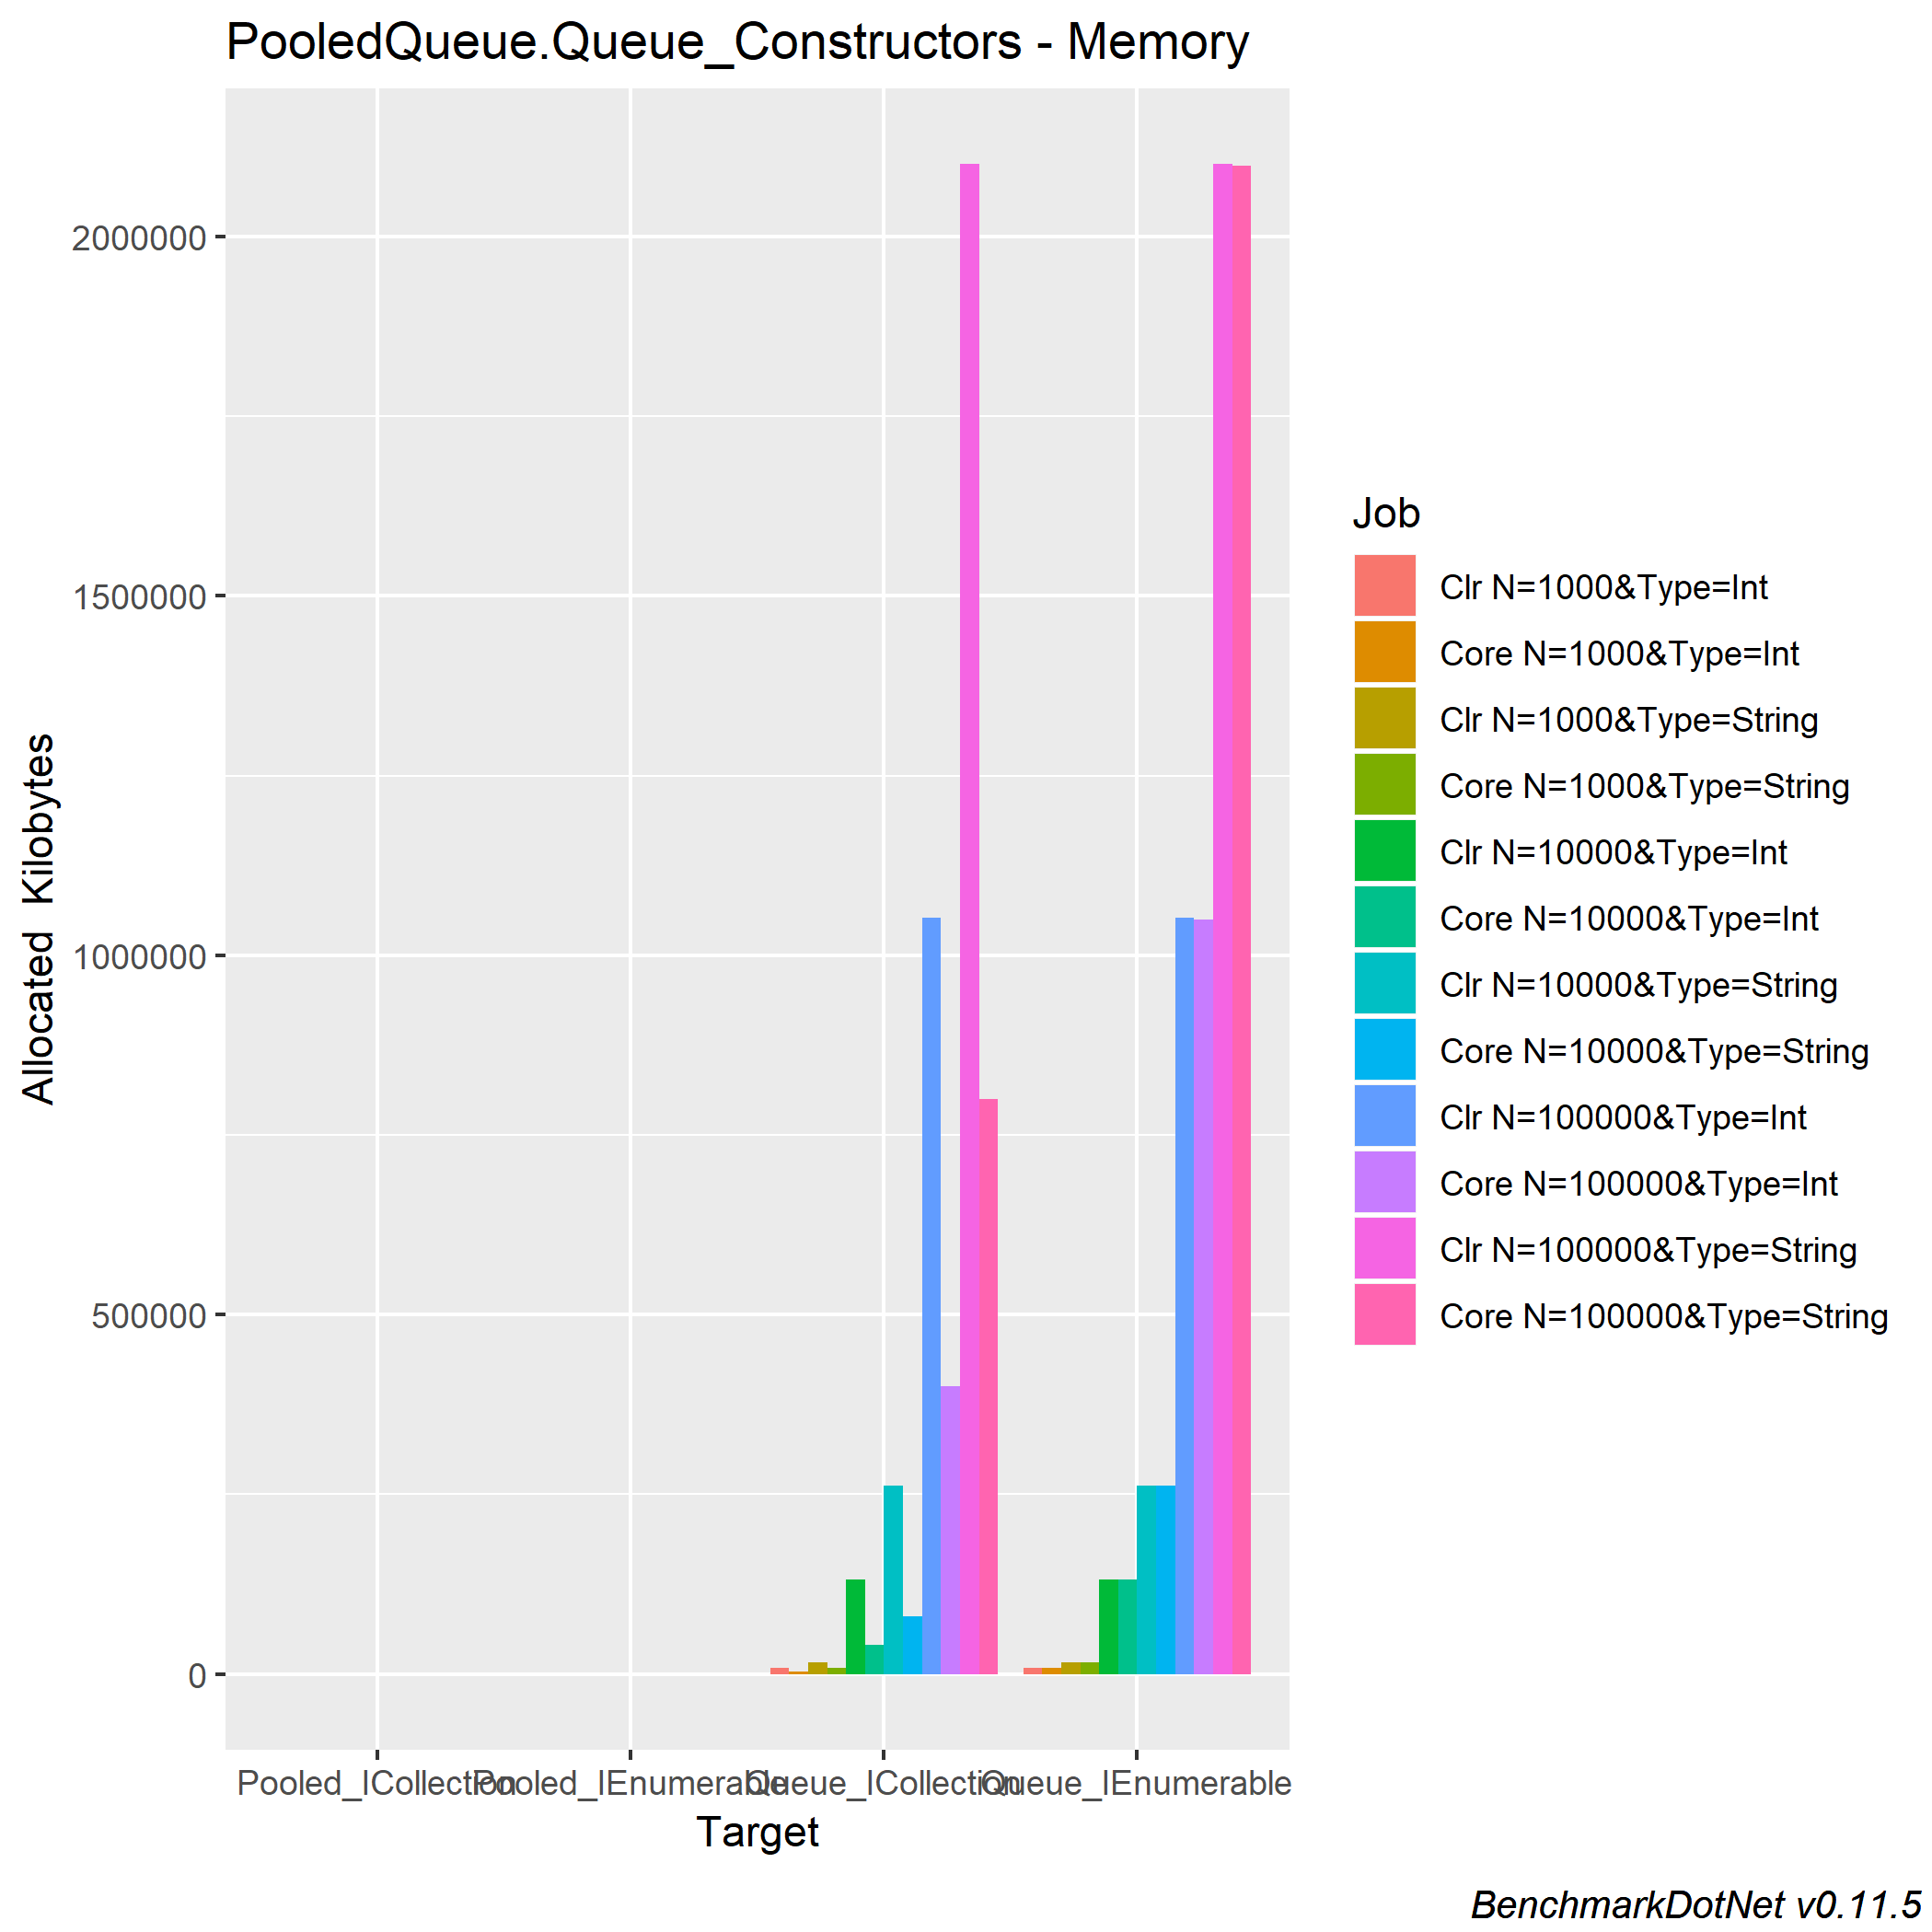 PooledQueue.Queue_Constructors - Memory
2000000
1500000
1000000
500000
0
Allocated Kilobytes
Pooled_ICollection
Pooled_IEnumerable
Queue_ICollection
Queue_IEnumerable
Target
Job
Clr N=1000&Type=Int
Core N=1000&Type=Int
Clr N=1000&Type=String
Core N=1000&Type=String
Clr N=10000&Type=Int
Core N=10000&Type=Int
Clr N=10000&Type=String
Core N=10000&Type=String
Clr N=100000&Type=Int
Core N=100000&Type=Int
Clr N=100000&Type=String
Core N=100000&Type=String
BenchmarkDotNet v0.11.5